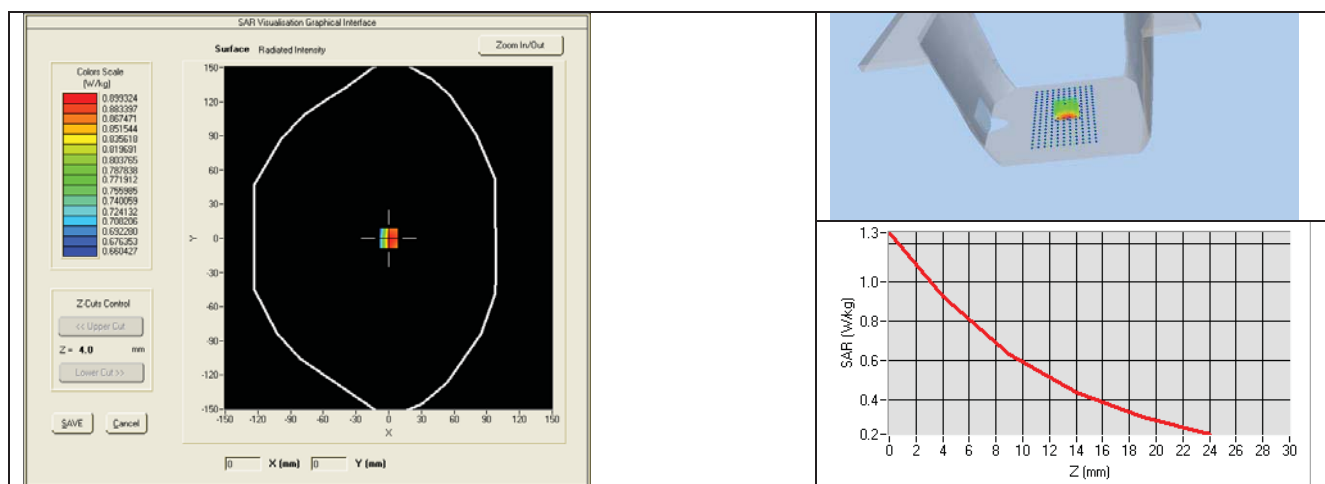 SAR Visualisation Graphical Interface
Surface Radiated Intensity
Zoom In/Out
Colors Scale
(W/kg)
0.899324
0.883397
0.867471
0.851544
0.835618
0.819691
0.803765
0.787838
0.771912
0.755985
0.740059
0.724132
0.708206
0.692280
0.676353
0.660427
Z-Cuts Control
<< Upper Cut
Z = 4.0 mm
Lower Cut >>
SAVE Cancel
150
120
90
60
30
0
-30
-60
-90
-120
-150
Y
-150 -120 -90 -60 -30 0 30 60 90 120 150
X
0 X (mm) 0 Y (mm)
1.3
1.0
0.8
0.6
0.4
0.2
SAR (W/kg)
0 2 4 6 8 10 12 14 16 18 20 22 24 26 28 30
Z (mm)